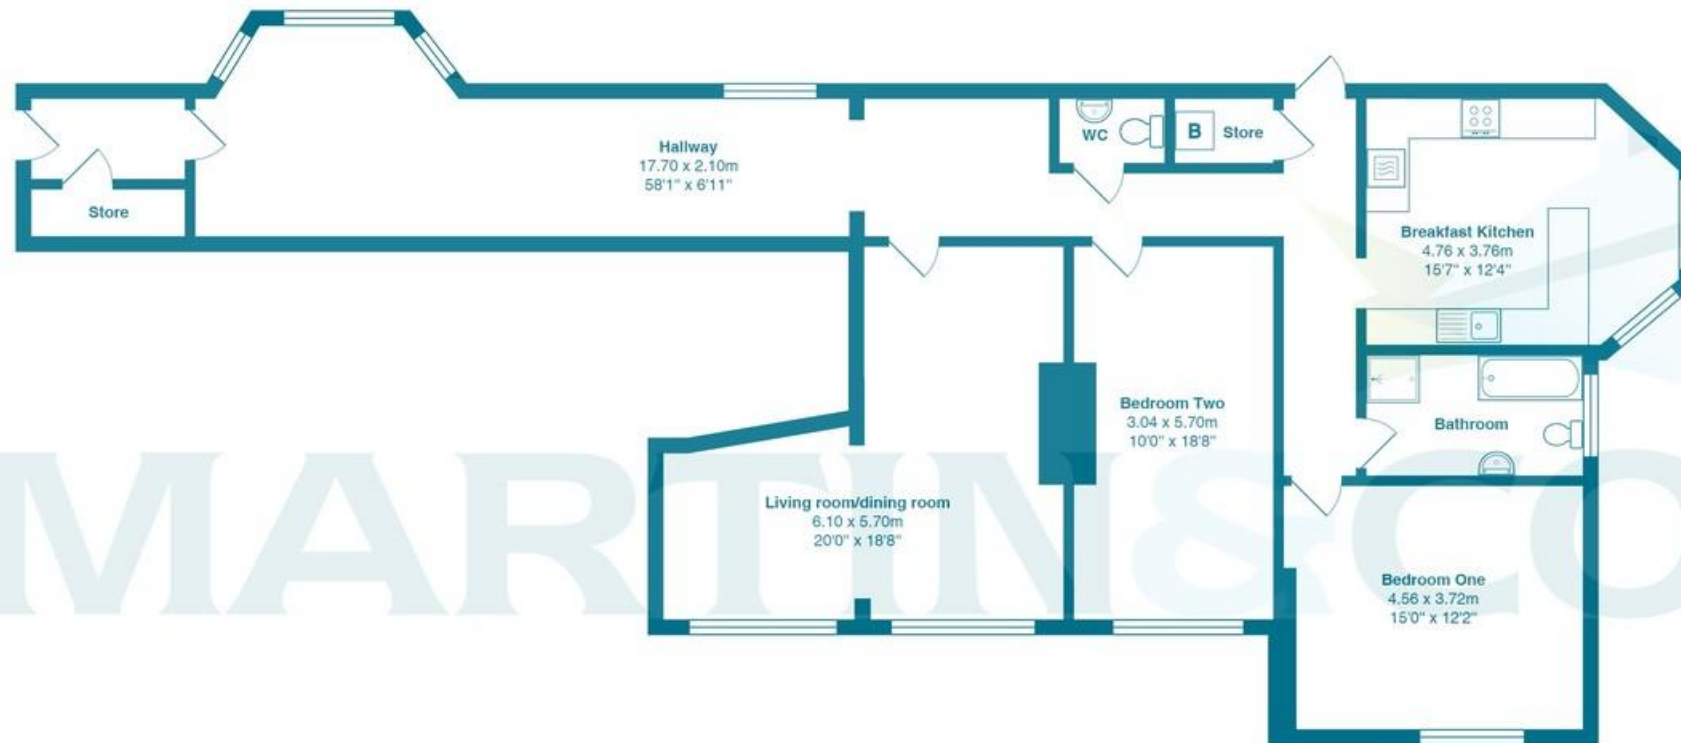 Hallway
17.70 x 2.10m
58'1" x 6'11"
WC
B
Store
Store
Breakfast Kitchen
4.76 x 3.76m
15'7" x 12'4"
Bedroom Two
3.04 x 5.70m
10'0" x 18'8"
Bathroom
Living room/dining room
6.10 x 5.70m
20'0" x 18'8"
Bedroom One
4.56 x 3.72m
15'0" x 12'2"
MARTIN&CO